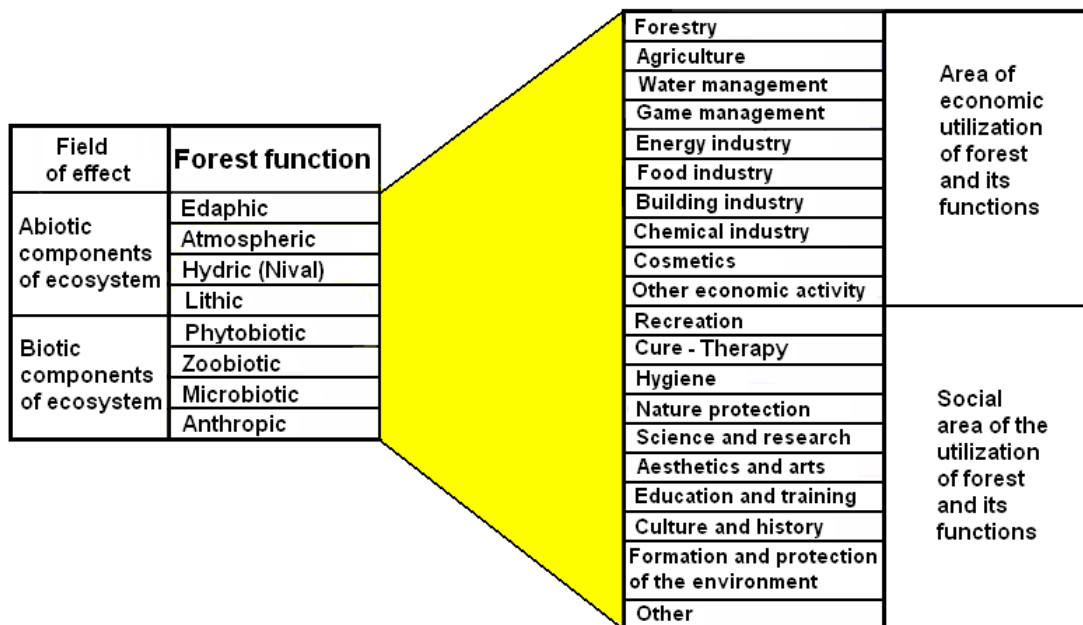 Field
of effect
Forest function
Abiotic
components
of ecosystem
Edaphic
Atmospheric
Hydric (Nival)
Lithic
Biotic
components
of ecosystem
Phytobiotic
Zoobiotic
Microbiotic
Anthropic
Forestry
Agriculture
Water management
Game management
Energy industry
Food industry
Building industry
Chemical industry
Cosmetics
Other economic activity
Area of
economic
utilization
of forest
and its
functions
Recreation
Cure - Therapy
Hygiene
Nature protection
Science and research
Aesthetics and arts
Education and training
Culture and history
Formation and protection
of the environment
Other
Social
area of the
utilization
of forest
and its
functions